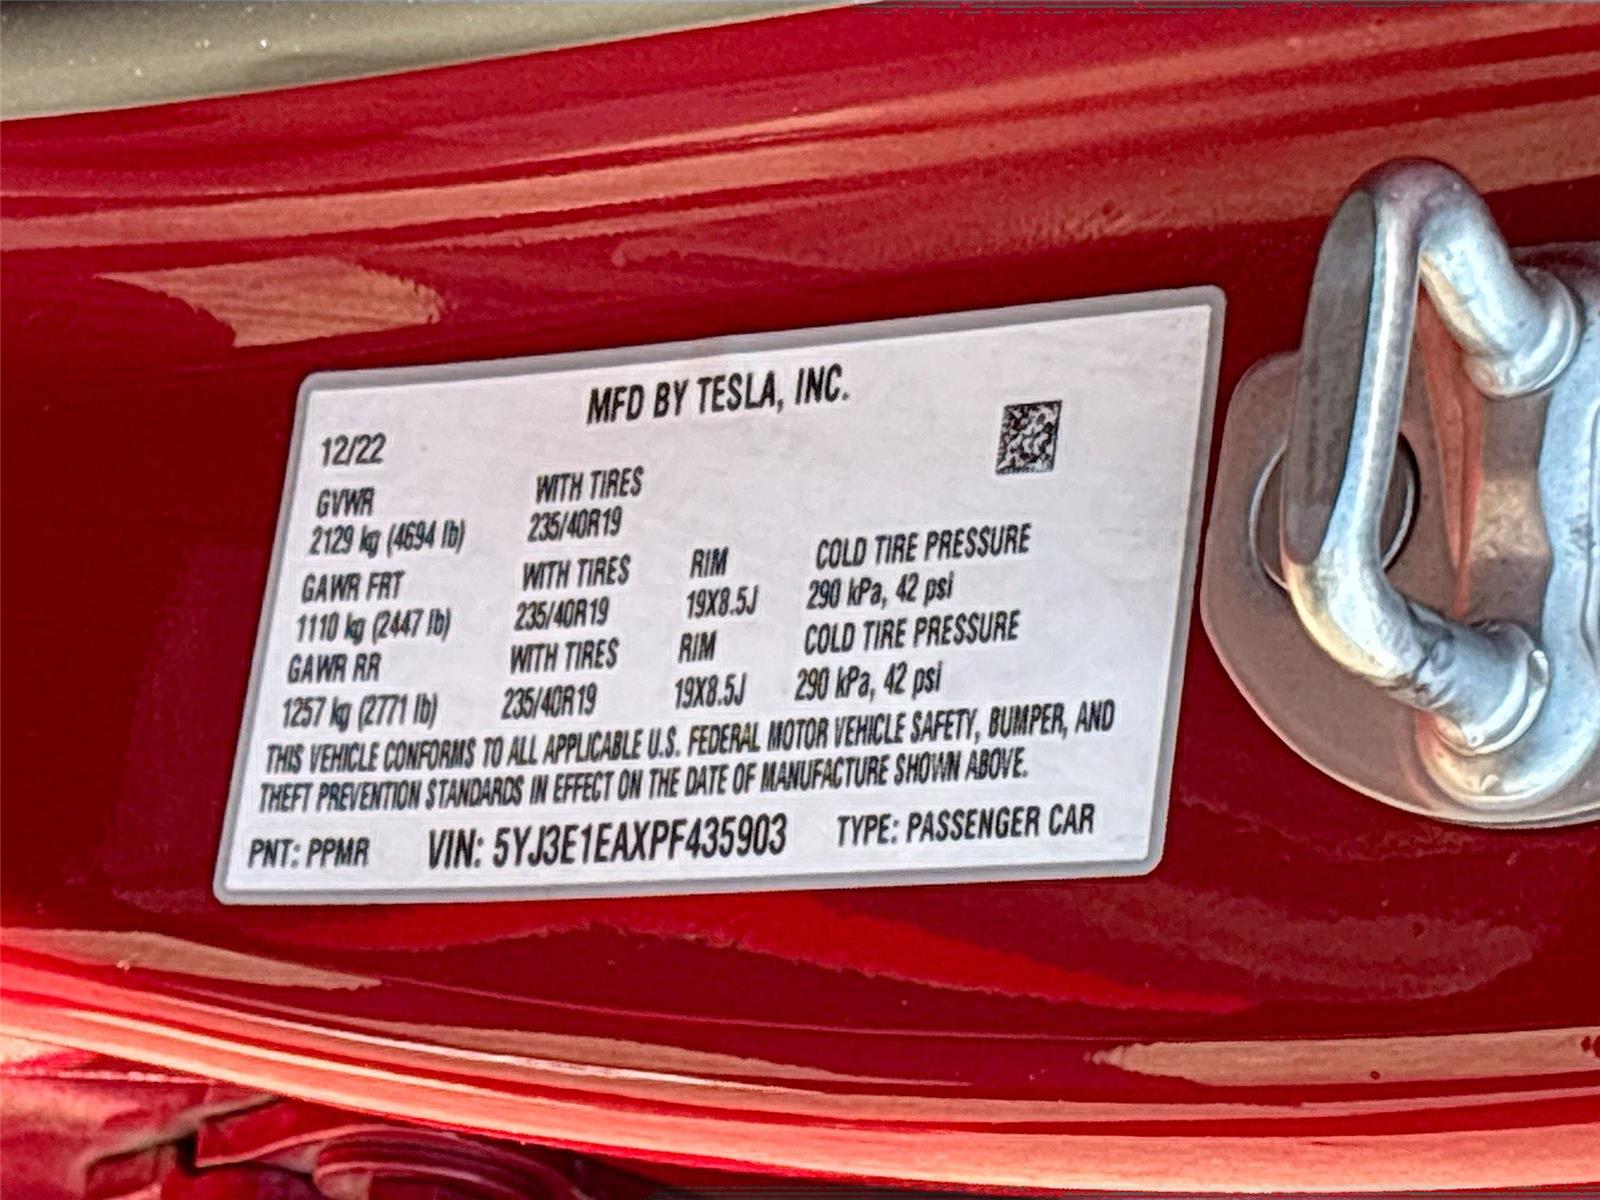 MFD BY TESLA, INC.
12/22
GVWR WITH TIRES
2129 kg (4694 lb) 235/40R19
GAWR FRT WITH TIRES RIM COLD TIRE PRESSURE
1110 kg (2447 lb) 235/40R19 19X8.5J 290 kPa, 42 psi
GAWR RR WITH TIRES RIM COLD TIRE PRESSURE
1257 kg (2771 lb) 235/40R19 19X8.5J 290 kPa, 42 psi
THIS VEHICLE CONFORMS TO ALL APPLICABLE U.S. FEDERAL MOTOR VEHICLE SAFETY, BUMPER, AND
THEFT PREVENTION STANDARDS IN EFFECT ON THE DATE OF MANUFACTURE SHOWN ABOVE.
PNT: PPMR VIN: 5YJ3E1EAXPF435903 TYPE: PASSENGER CAR